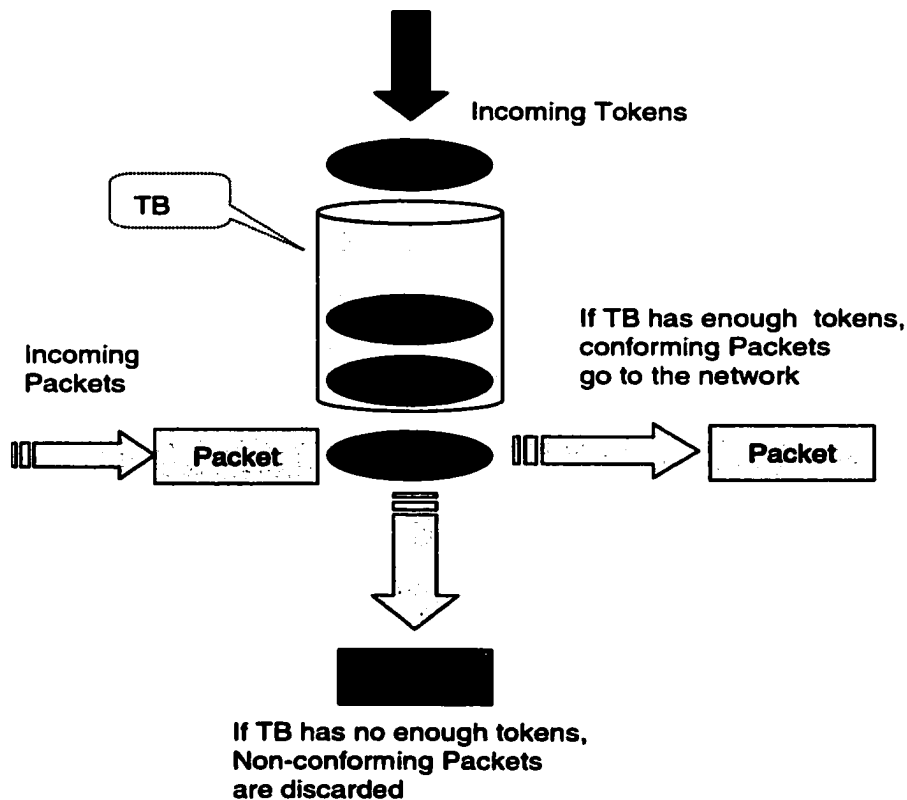 Incoming Tokens
TB
If TB has enough tokens,
conforming Packets
go to the network
Incoming
Packets
Packet
Packet
If TB has no enough tokens,
Non-conforming Packets
are discarded